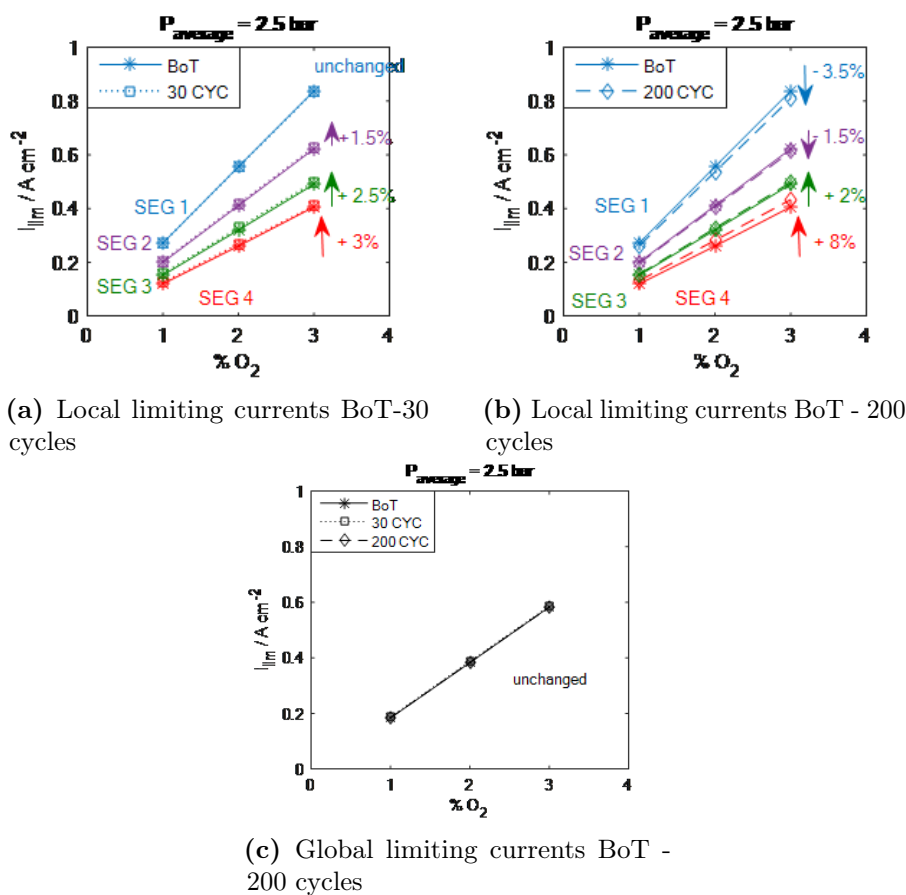 P average = 2.5 bar
P average = 2.5 bar
1
0.8
0.6
0.4
0.2
0
I lim / A cm-2
BoT
30 CYC
unchanged
+1.5%
+ 2.5%
+ 3%
SEG 1
SEG 2
SEG 3
SEG 4
0 1 2 3 4
% O2
1
0.8
0.6
0.4
0.2
0
I lim / A cm-2
BoT
200 CYC
- 3.5%
- 1.5%
+ 2%
+ 8%
SEG 1
SEG 2
SEG 3
SEG 4
0 1 2 3 4
% O2
(a) Local limiting currents BoT-30
cycles
(b) Local limiting currents BoT - 200
cycles
P average = 2.5 bar
1
0.8
0.6
0.4
0.2
0
I lim / A cm-2
BoT
30 CYC
200 CYC
unchanged
0 1 2 3 4
% O2
(c) Global limiting currents BoT -
200 cycles